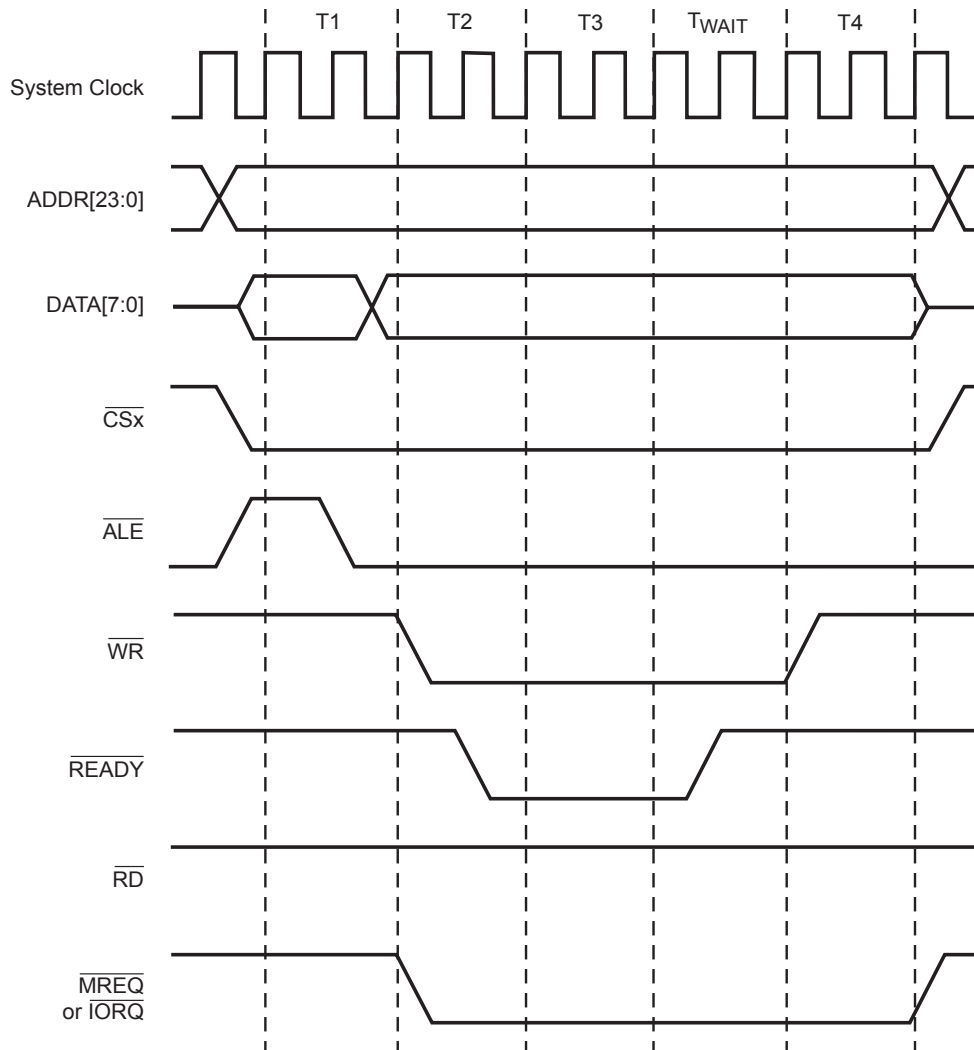 T1 T2 T3 TWAIT T4
System Clock
ADDR[23:0]
DATA[7:0]
CSx
ALE
WR
READY
RD
MREQ
or IORQ